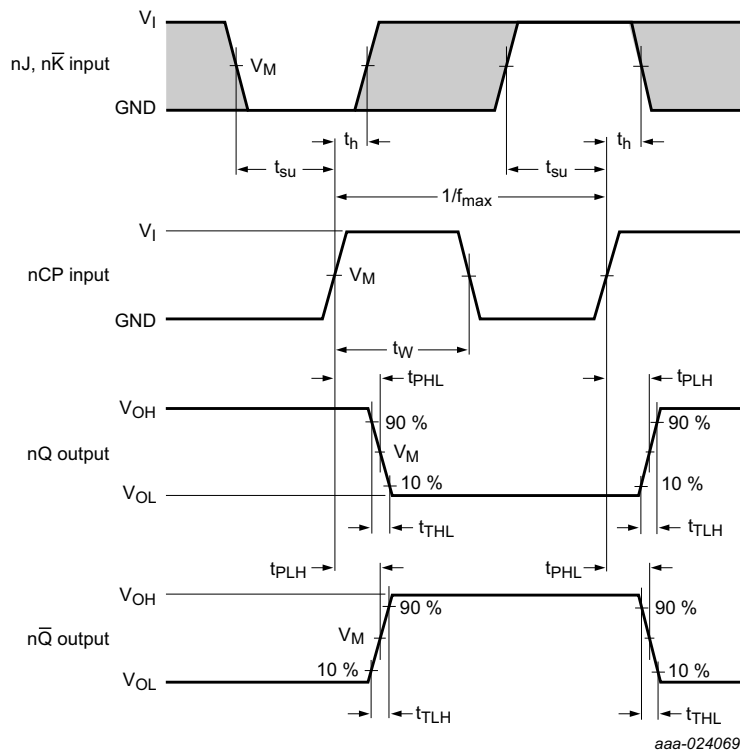 V_I
nJ, nK̅ input
V_M
GND
t_h
t_h
t_su
t_su
1/f_max
V_I
nCP input
V_M
GND
t_W
t_PHL
t_PLH
V_OH
90 %
90 %
nQ output
V_M
10 %
10 %
V_OL
t_THL
t_TLH
t_PLH
t_PHL
V_OH
90 %
90 %
nQ̅ output
V_M
10 %
10 %
V_OL
t_TLH
t_THL
aaa-024069